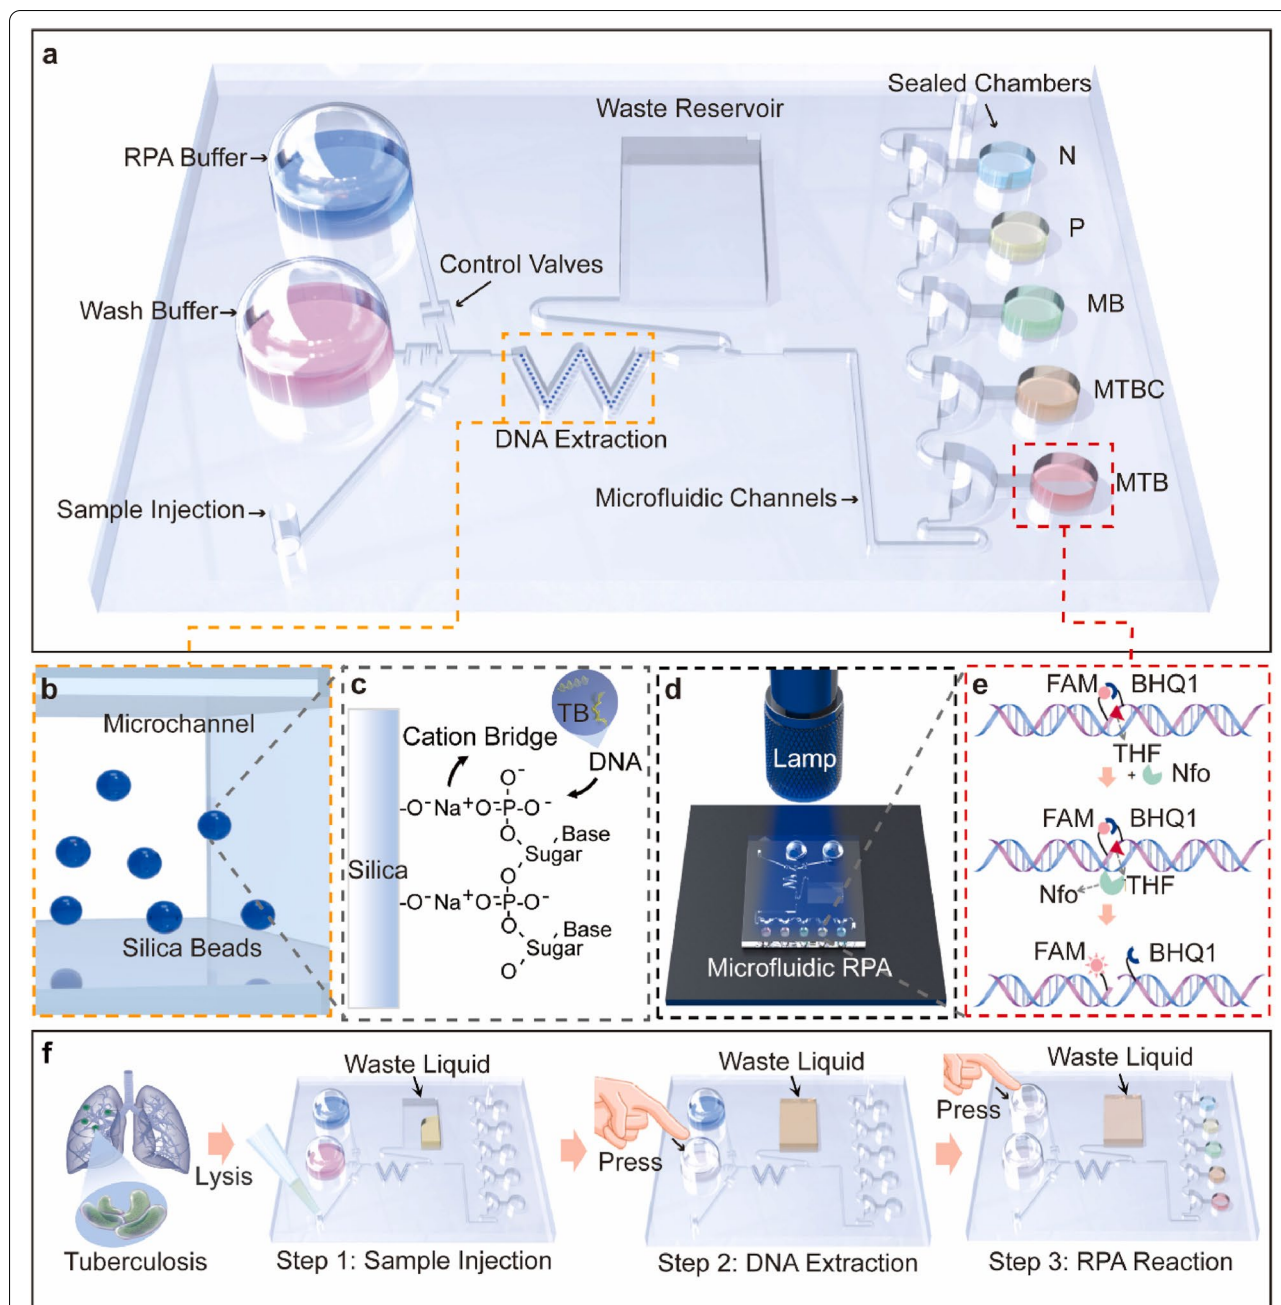 a
Sealed Chambers
Waste Reservoir
RPA Buffer
N
P
Control Valves
Wash Buffer
MB
MTBC
DNA Extraction
MTB
Microfluidic Channels
Sample Injection
b
Microchannel
Silica Beads
c
TB
Cation Bridge
DNA
O⁻
-O⁻Na⁺O-P-O⁻
O
Base
Sugar
Silica
O
-O⁻Na⁺O-P-O⁻
O
Base
Sugar
O
d
Lamp
Microfluidic RPA
e
FAM BHQ1
THF
+ Nfo
FAM BHQ1
Nfo THF
FAM BHQ1
f
Waste Liquid
Waste Liquid
Waste Liquid
Press
Press
Lysis
Tuberculosis
Step 1: Sample Injection
Step 2: DNA Extraction
Step 3: RPA Reaction